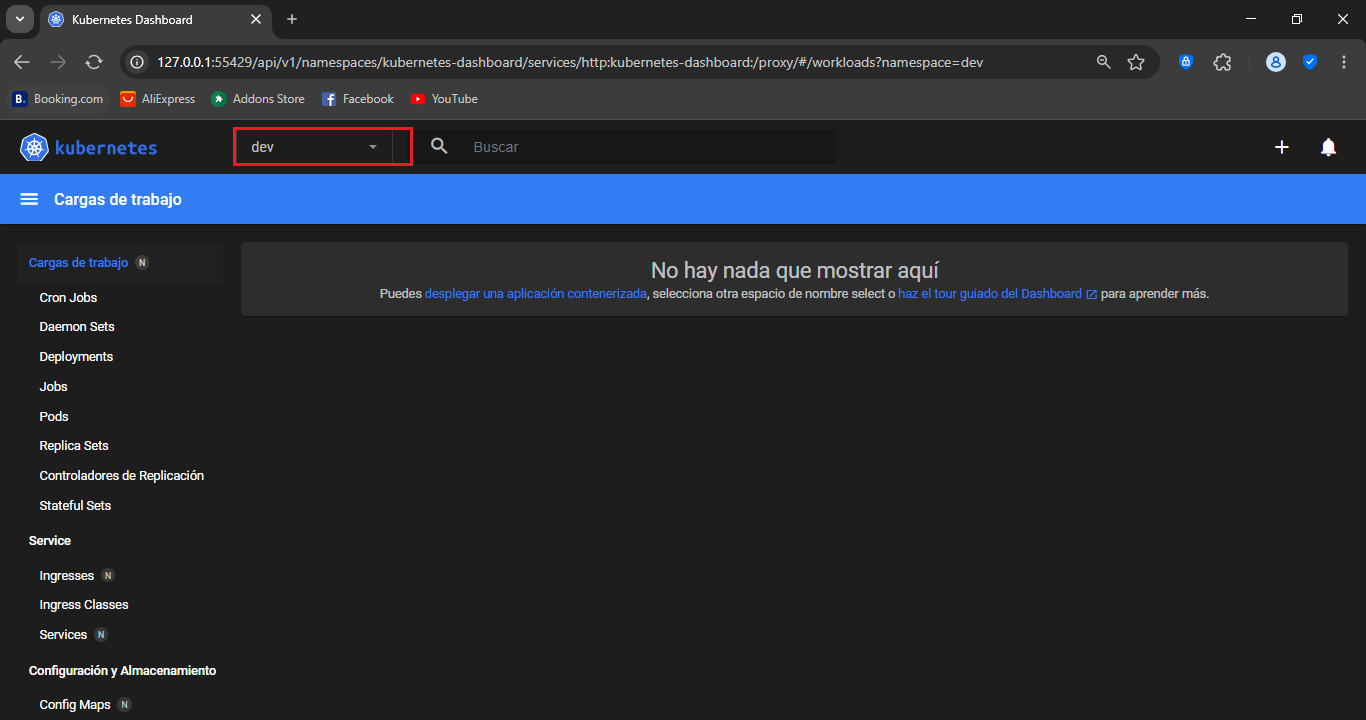 Kubernetes Dashboard
127.0.0.1:55429/api/v1/namespaces/kubernetes-dashboard/services/http:kubernetes-dashboard:/proxy/#/workloads?namespace=dev
B. Booking.com AliExpress Addons Store Facebook YouTube
kubernetes dev Buscar
Cargas de trabajo
Cargas de trabajo N
No hay nada que mostrar aquí
Puedes desplegar una aplicación contenerizada, selecciona otra espacio de nombre select o haz el tour guiado del Dashboard para aprender más.
Cron Jobs
Daemon Sets
Deployments
Jobs
Pods
Replica Sets
Controladores de Replicación
Stateful Sets
Service
Ingresses N
Ingress Classes
Services N
Configuración y Almacenamiento
Config Maps N